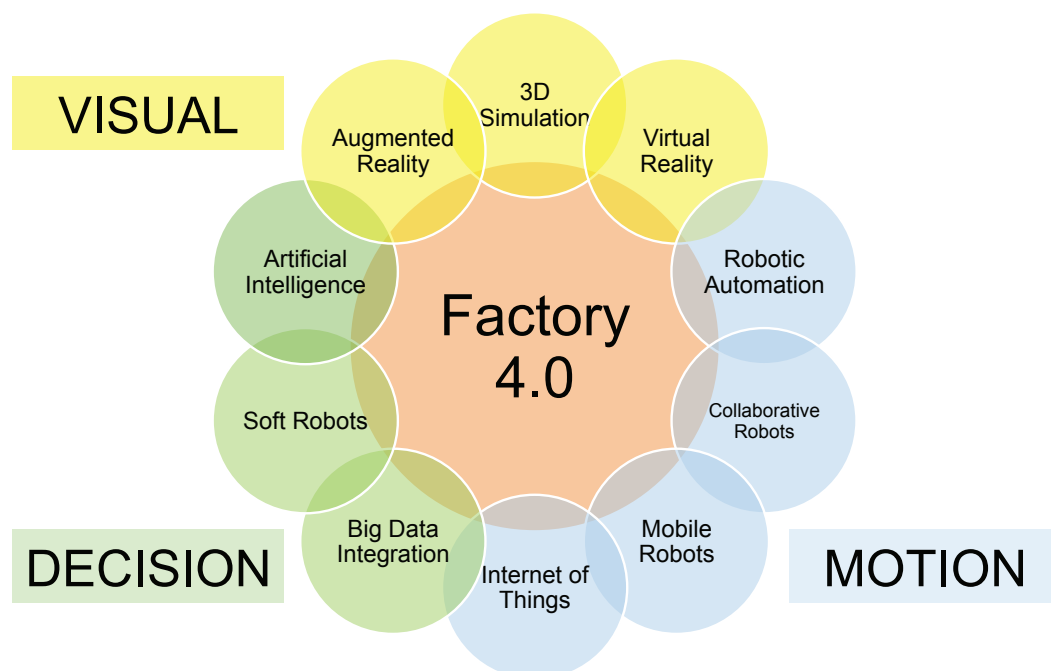 VISUAL
3D
Simulation
Augmented
Reality
Virtual
Reality
Artificial
Intelligence
Robotic
Automation
Factory
4.0
Soft Robots
Collaborative
Robots
Big Data
Integration
Mobile
Robots
Internet of
Things
DECISION
MOTION